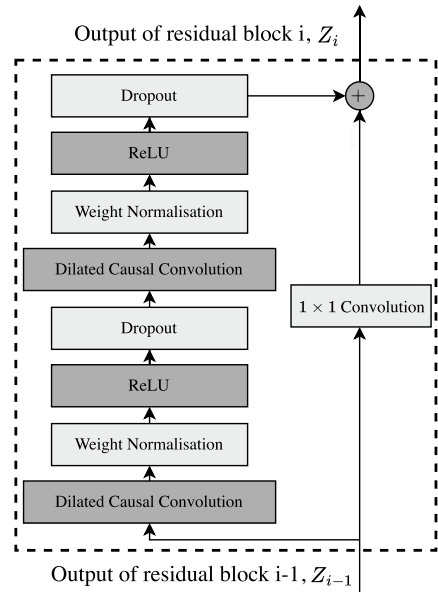 Output of residual block i, Z_i
Dropout
+
ReLU
Weight Normalisation
Dilated Causal Convolution
1 × 1 Convolution
Dropout
ReLU
Weight Normalisation
Dilated Causal Convolution
Output of residual block i-1, Z_{i−1}